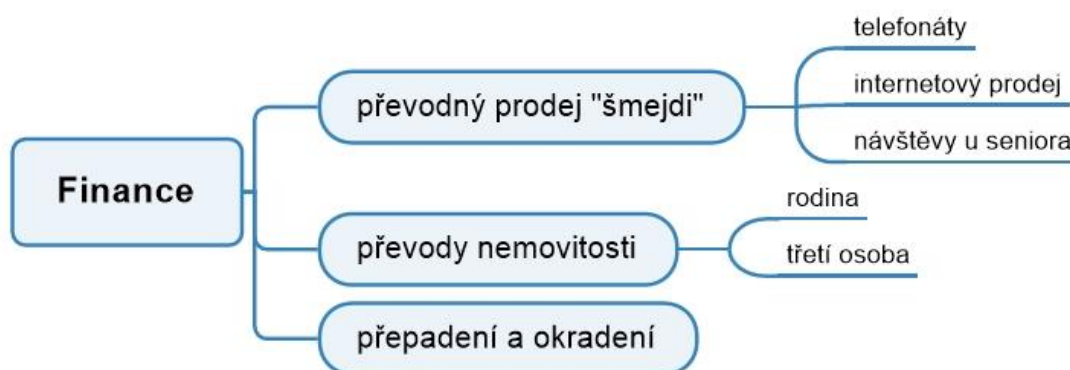 Finance
převodný prodej "šmejdi"
telefonáty
internetový prodej
návštěvy u seniora
převody nemovitosti
rodina
třetí osoba
přepadení a okradení